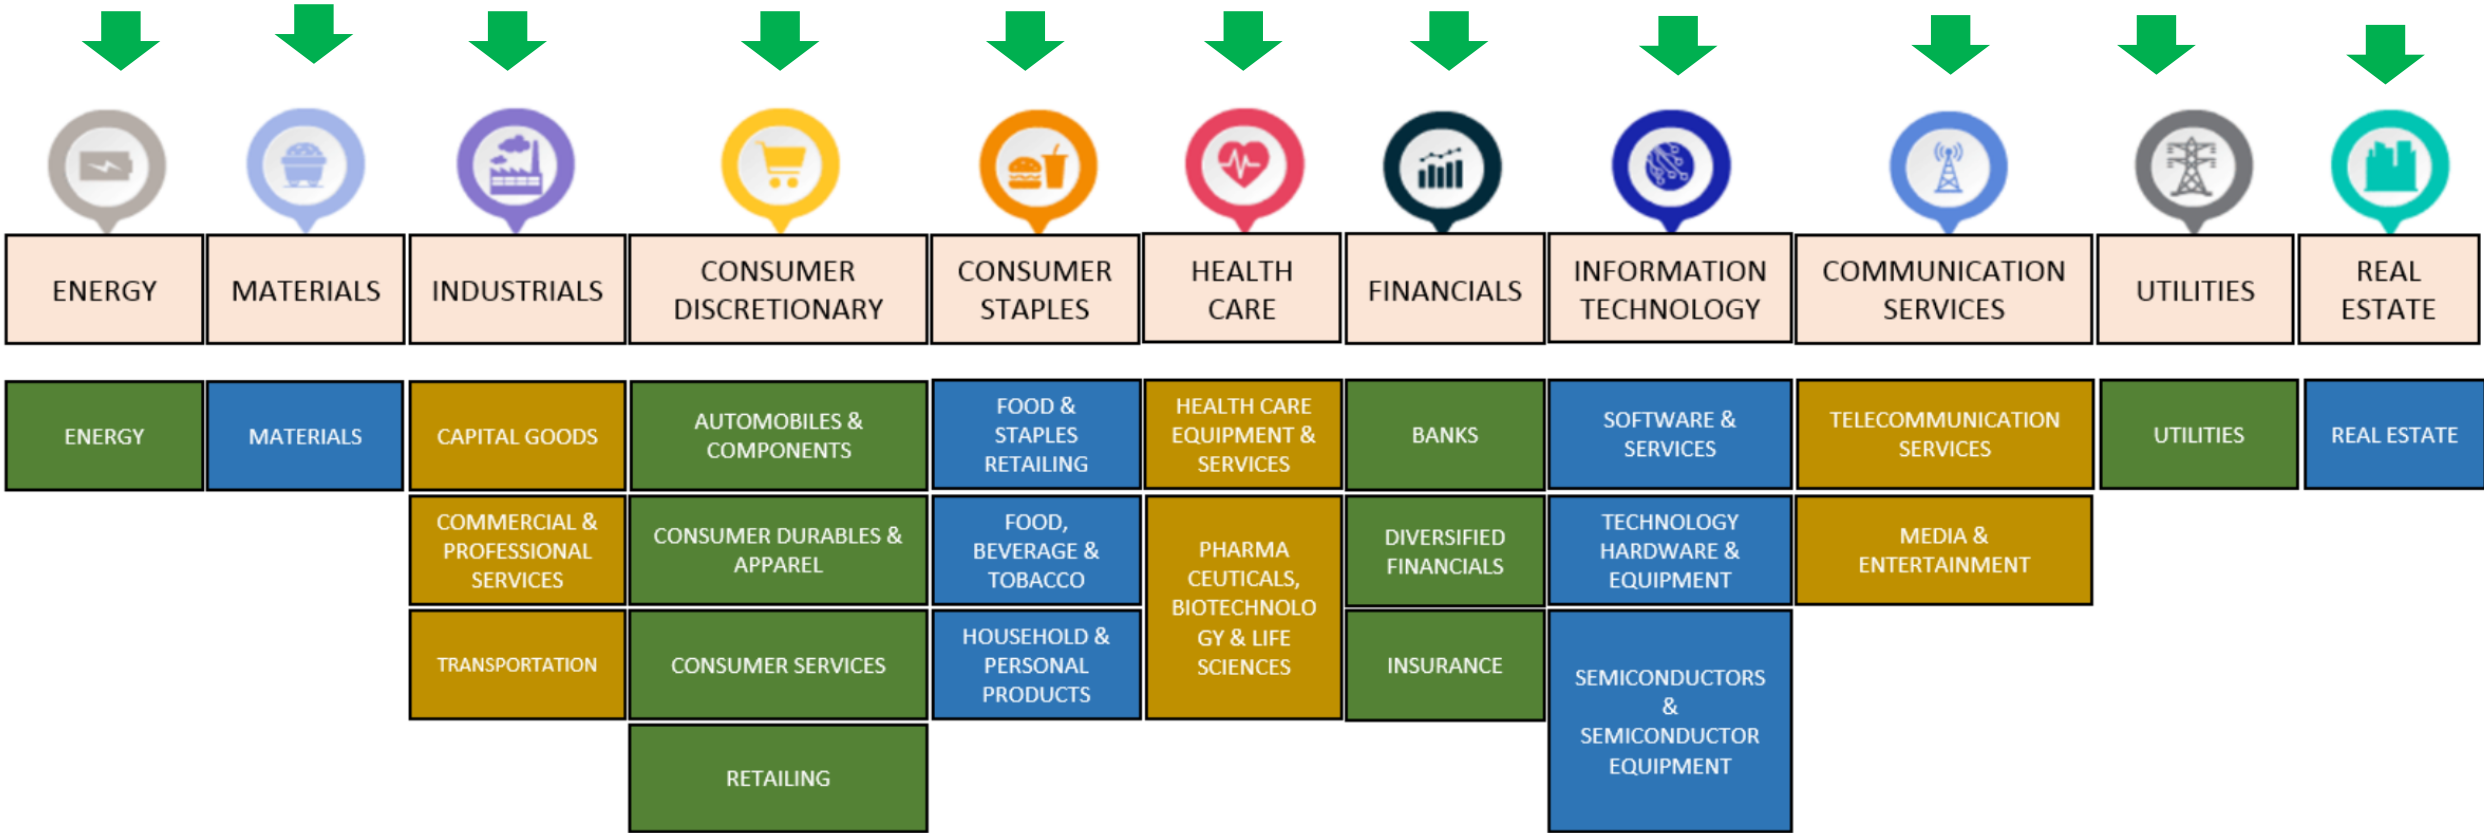 ENERGY
MATERIALS
INDUSTRIALS
CONSUMER
DISCRETIONARY
CONSUMER
STAPLES
HEALTH
CARE
FINANCIALS
INFORMATION
TECHNOLOGY
COMMUNICATION
SERVICES
UTILITIES
REAL
ESTATE
ENERGY
MATERIALS
CAPITAL GOODS
AUTOMOBILES &
COMPONENTS
FOOD &
STAPLES
RETAILING
HEALTH CARE
EQUIPMENT &
SERVICES
BANKS
SOFTWARE &
SERVICES
TELECOMMUNICATION
SERVICES
UTILITIES
REAL ESTATE
COMMERCIAL &
PROFESSIONAL
SERVICES
CONSUMER DURABLES &
APPAREL
FOOD,
BEVERAGE &
TOBACCO
PHARMA
CEUTICALS,
BIOTECHNOLO
GY & LIFE
SCIENCES
DIVERSIFIED
FINANCIALS
TECHNOLOGY
HARDWARE &
EQUIPMENT
MEDIA &
ENTERTAINMENT
TRANSPORTATION
CONSUMER SERVICES
HOUSEHOLD &
PERSONAL
PRODUCTS
INSURANCE
SEMICONDUCTORS
&
SEMICONDUCTOR
EQUIPMENT
RETAILING